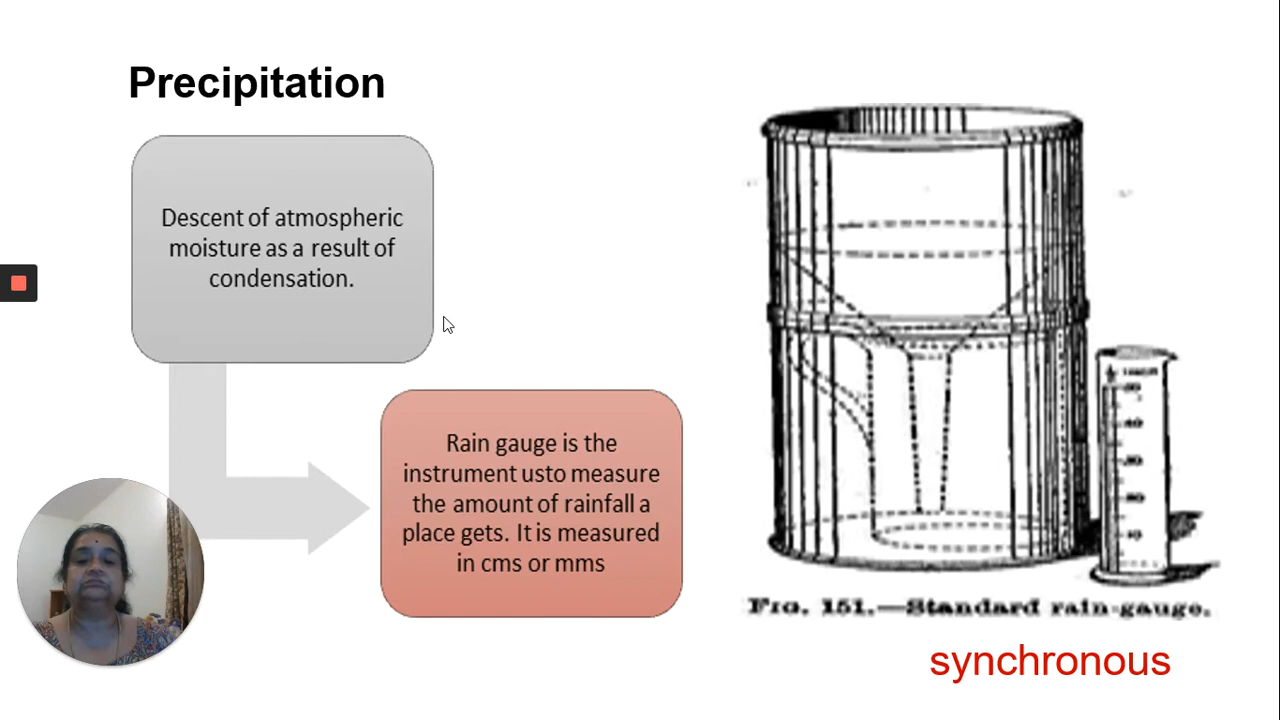 Precipitation
Descent of atmospheric
moisture as a result of
condensation.
Rain gauge is the
instrument usto measure
the amount of rainfall a
place gets. It is measured
in cms or mms
Fig. 151.—Standard rain-gauge.
synchronous